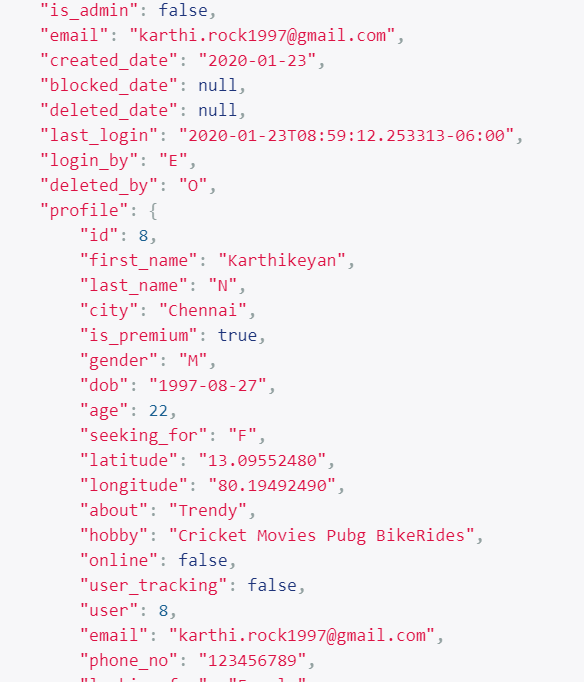 "is_admin": false,
"email": "karthi.rock1997@gmail.com",
"created_date": "2020-01-23",
"blocked_date": null,
"deleted_date": null,
"last_login": "2020-01-23T08:59:12.253313-06:00",
"login_by": "E",
"deleted_by": "O",
"profile": {
"id": 8,
"first_name": "Karthikeyan",
"last_name": "N",
"city": "Chennai",
"is_premium": true,
"gender": "M",
"dob": "1997-08-27",
"age": 22,
"seeking_for": "F",
"latitude": "13.09552480",
"longitude": "80.19492490",
"about": "Trendy",
"hobby": "Cricket Movies Pubg BikeRides",
"online": false,
"user_tracking": false,
"user": 8,
"email": "karthi.rock1997@gmail.com",
"phone_no": "123456789",